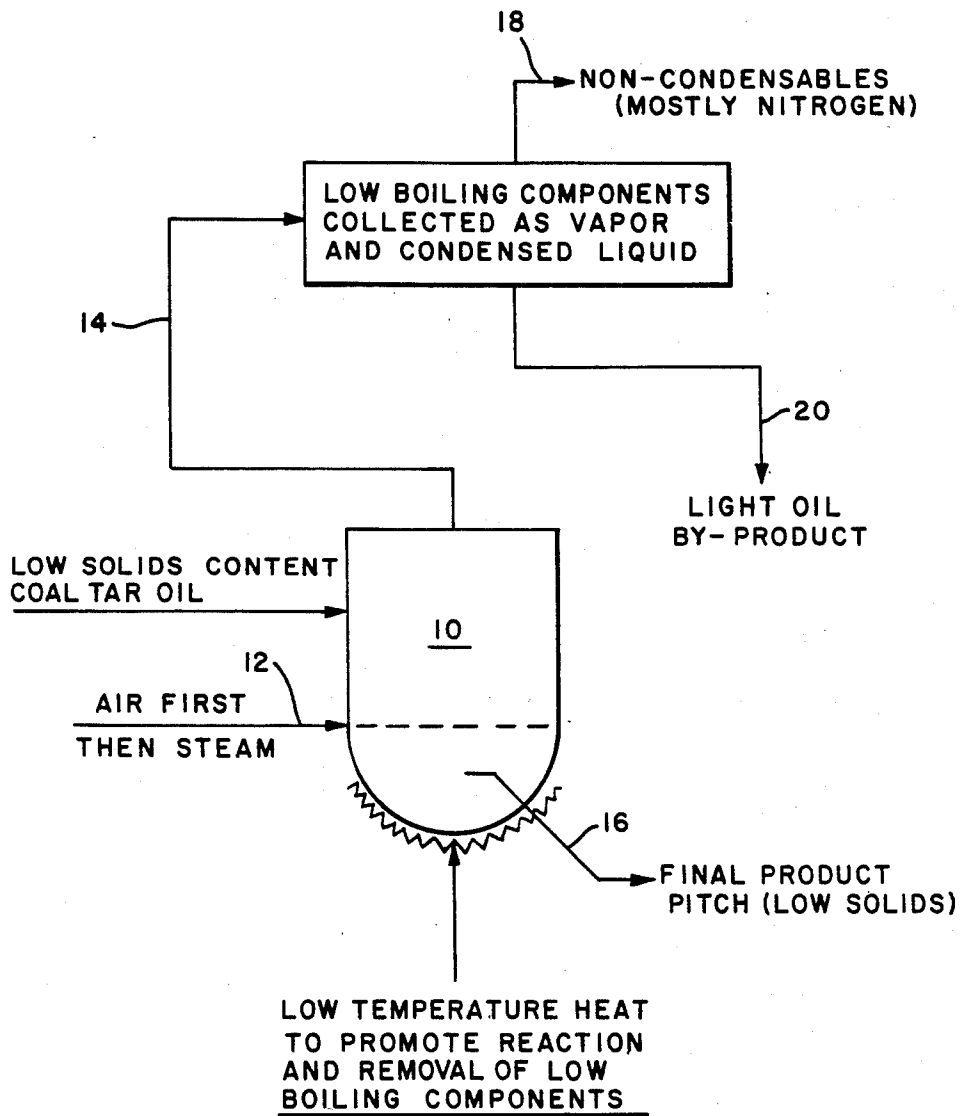 18
NON-CONDENSABLES
(MOSTLY NITROGEN)
LOW BOILING COMPONENTS
COLLECTED AS VAPOR
AND CONDENSED LIQUID
14
20
LIGHT OIL
BY-PRODUCT
LOW SOLIDS CONTENT
COAL TAR OIL
10
12
AIR FIRST
THEN STEAM
16
FINAL PRODUCT
PITCH (LOW SOLIDS)
LOW TEMPERATURE HEAT
TO PROMOTE REACTION
AND REMOVAL OF LOW
BOILING COMPONENTS